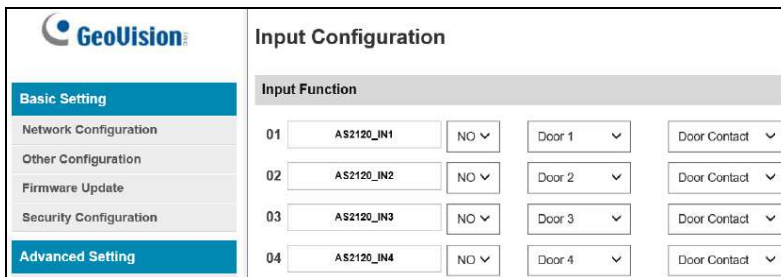 GeoVision
Input Configuration
Basic Setting
Network Configuration
Other Configuration
Firmware Update
Security Configuration
Advanced Setting
Input Function
01 AS2120_IN1 NO Door 1 Door Contact
02 AS2120_IN2 NO Door 2 Door Contact
03 AS2120_IN3 NO Door 3 Door Contact
04 AS2120_IN4 NO Door 4 Door Contact